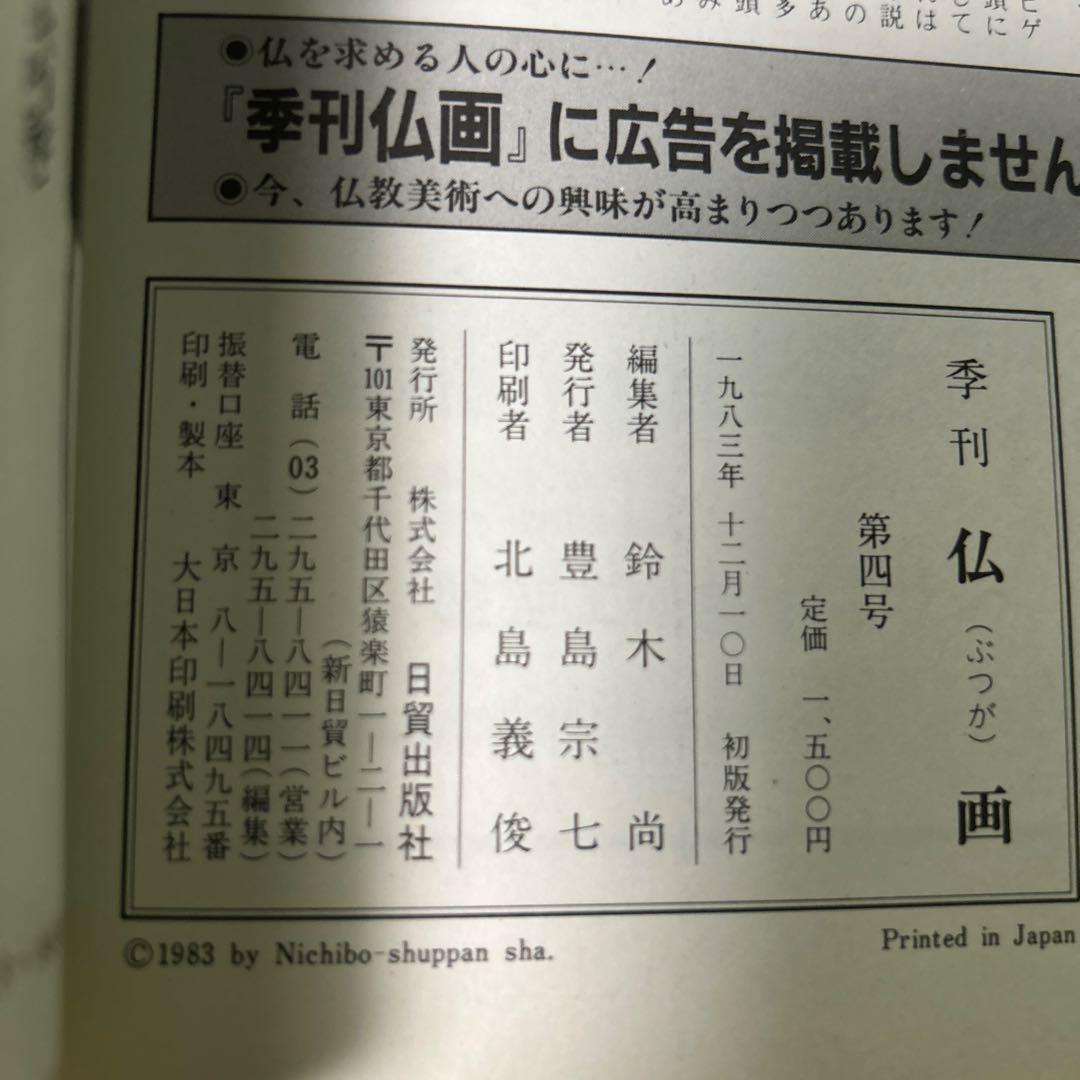 ●仏を求める人の心に…!
『季刊仏画』に広告を掲載しません
●今、仏教美術への興味が高まりつつあります!
季刊 仏(ぶつが)画
第四号
定価 一、五〇〇円
一九八三年 十二月一〇日 初版発行
編集者 鈴木 尚
発行者 豊島宗七
印刷者 北島義俊
発行所 株式会社 日貿出版社
〒101東京都千代田区猿楽町一―二―一
(新日貿ビル内)
電話(03)二九五―八四一一(営業)
二九五―八四一四(編集)
振替口座 東京 八―一八四九五番
印刷・製本 大日本印刷株式会社
©1983 by Nichibo-shuppan sha.
Printed in Japan